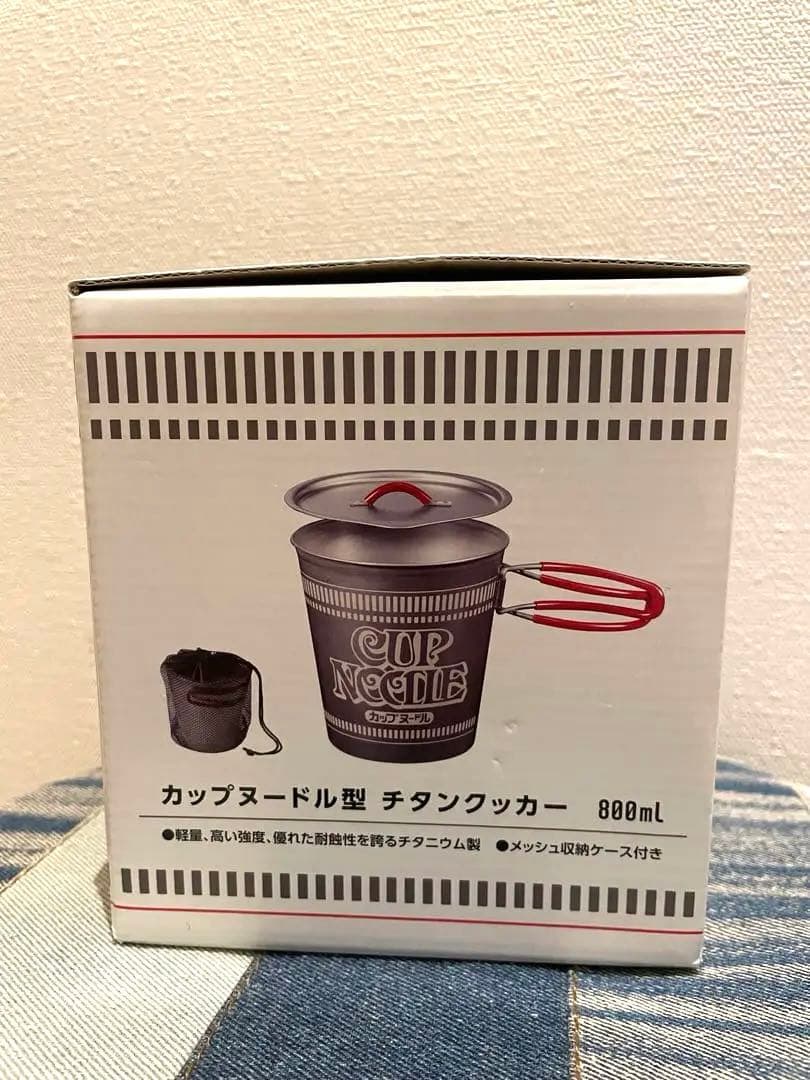 CUP
NOODLE
カップヌードル
カップヌードル型 チタンクッカー 800mL
●軽量、高い強度、優れた耐蝕性を誇るチタニウム製 ●メッシュ収納ケース付き